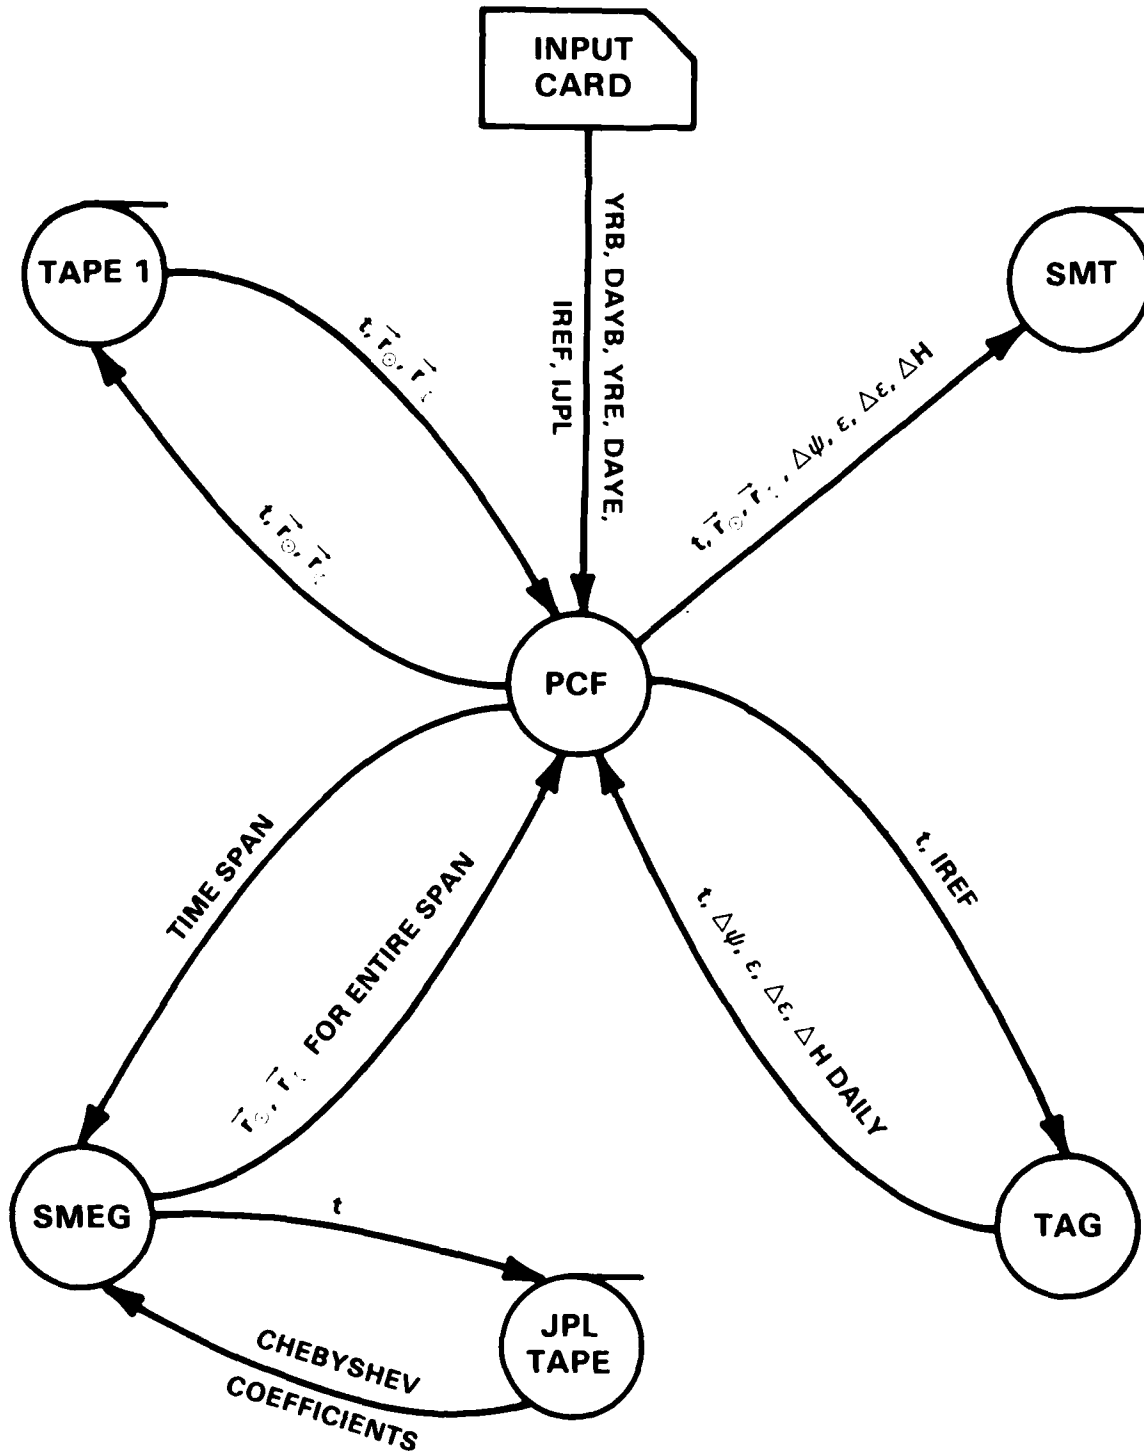 INPUT
CARD
YRB, DAYB, YRE, DAYE,
IREF, IJPL
TAPE 1
SMT
t, r⃗☉, r⃗
t, r⃗☉, r⃗
t, r⃗☉, r⃗ , Δψ, ε, Δε, ΔH
PCF
TIME SPAN
r⃗☉, r⃗ FOR ENTIRE SPAN
t, IREF
t, Δψ, ε, Δε, ΔH DAILY
SMEG
t
TAG
JPL
TAPE
CHEBYSHEV
COEFFICIENTS